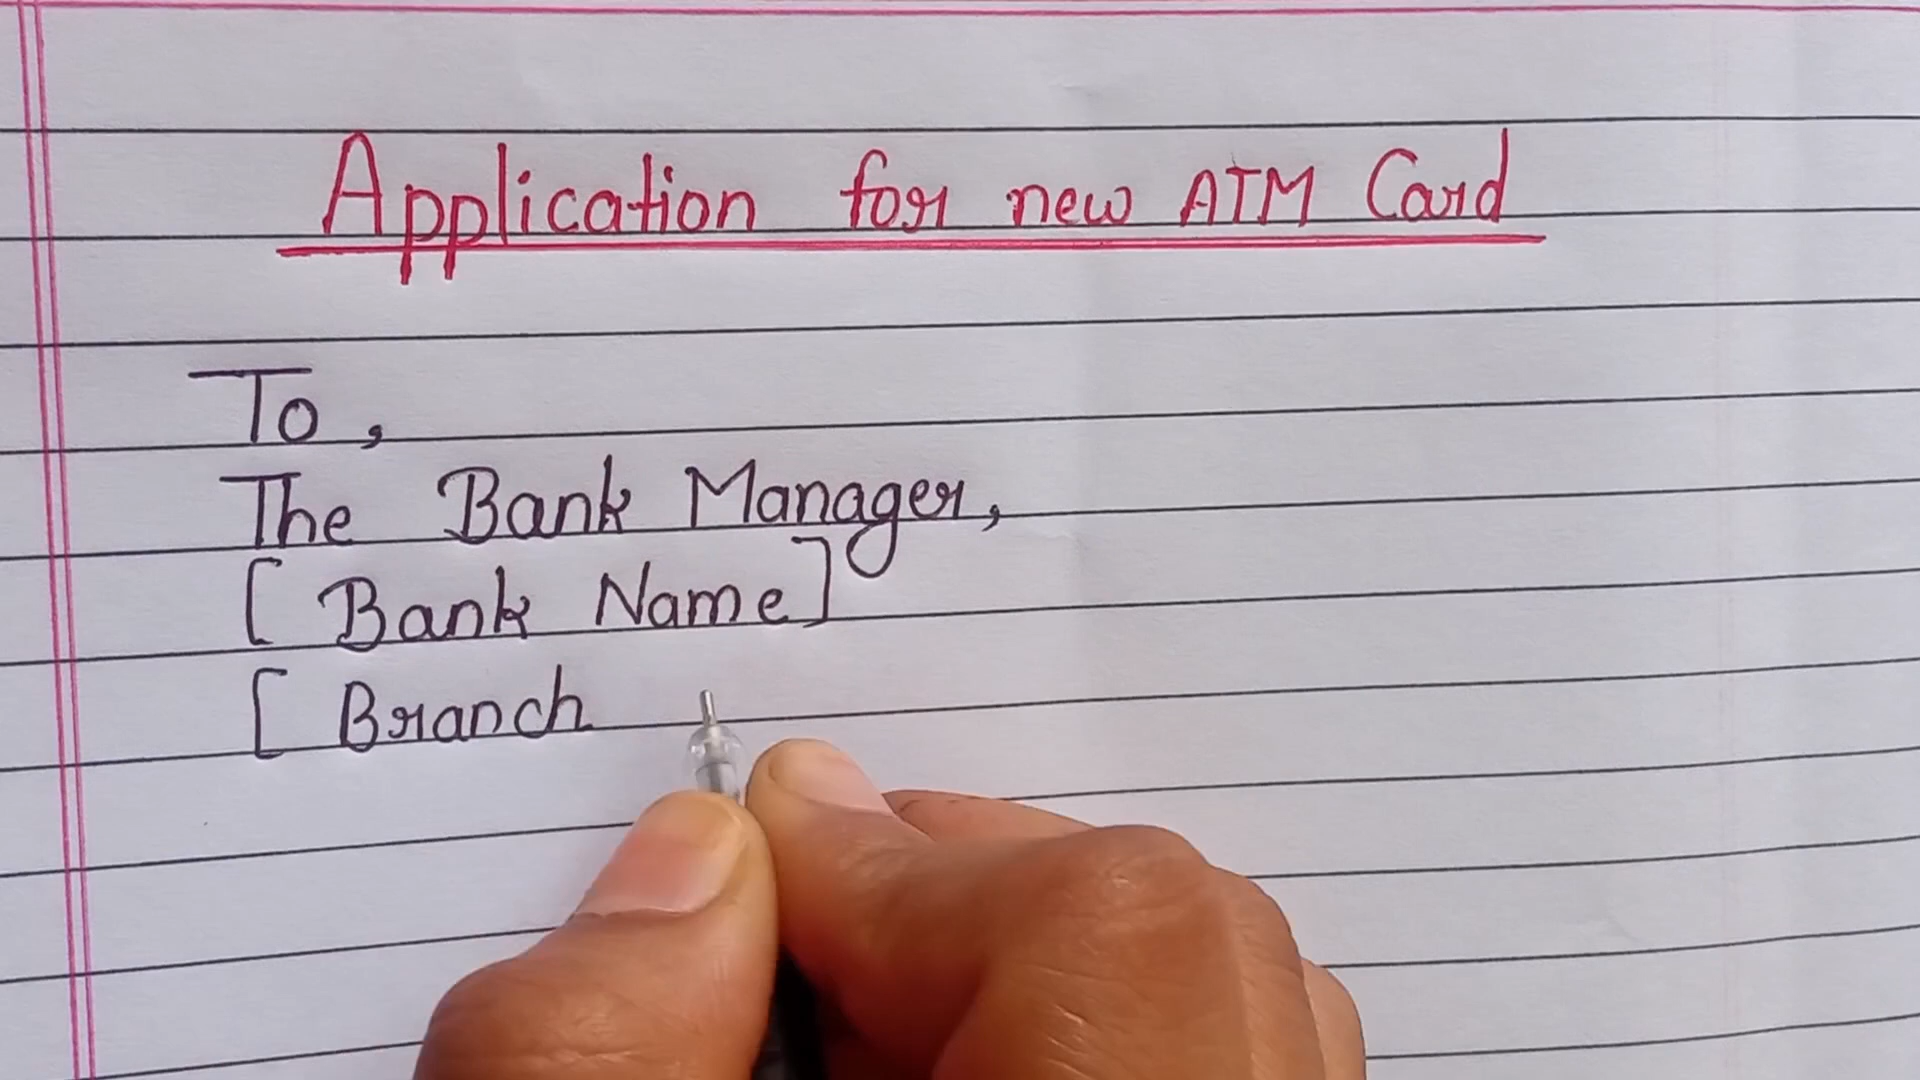 Application for new ATM Card
To,
The Bank Manager,
[ Bank Name]
[ Branch